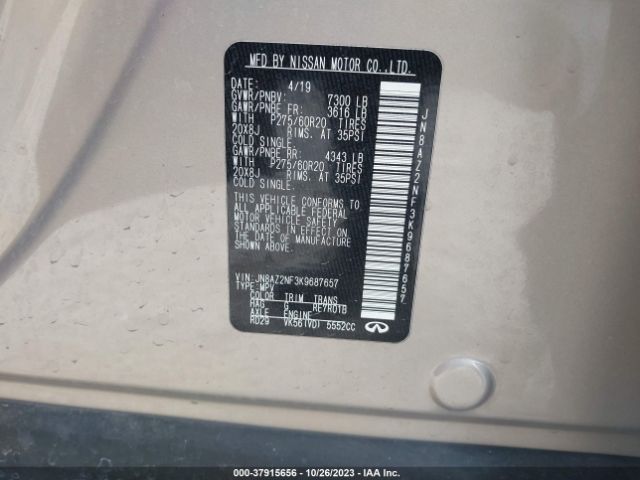 MFD BY NISSAN MOTOR CO.,LTD.
DATE: 4/19
GVWR/PNBV: 7300 LB
GAWR/PNBE FR: 3616 LB
WITH P275/60R20 TIRES
20X8J RIMS, AT 35PSI
COLD SINGLE.
GAWR/PNBE RR: 4343 LB
WITH P275/60R20 TIRES
20X8J RIMS, AT 35PSI
COLD SINGLE.
THIS VEHICLE CONFORMS TO
ALL APPLICABLE FEDERAL
MOTOR VEHICLE SAFETY
STANDARDS IN EFFECT ON
THE DATE OF MANUFACTURE
SHOWN ABOVE.
VIN:JN8AZ2NF3K9687657
TYPE:MPV
COLOR TRIM TRANS
HAG G RE7R01B
AXLE ENGINE
RD29 VK56(VD) 5552CC
JN8AZ2NF3K9687657
000-37915656 - 10/26/2023 - IAA Inc.